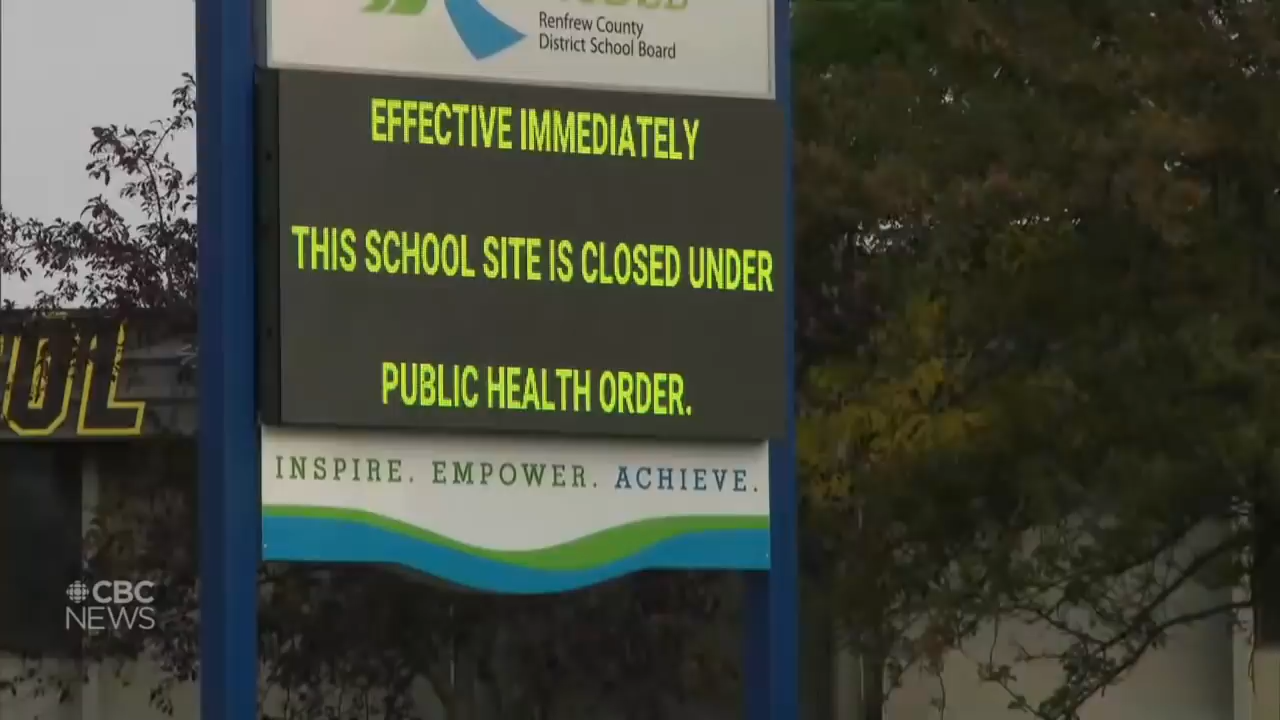 Renfrew County
District School Board
EFFECTIVE IMMEDIATELY
THIS SCHOOL SITE IS CLOSED UNDER
PUBLIC HEALTH ORDER.
INSPIRE. EMPOWER. ACHIEVE.
OL
CBC
NEWS